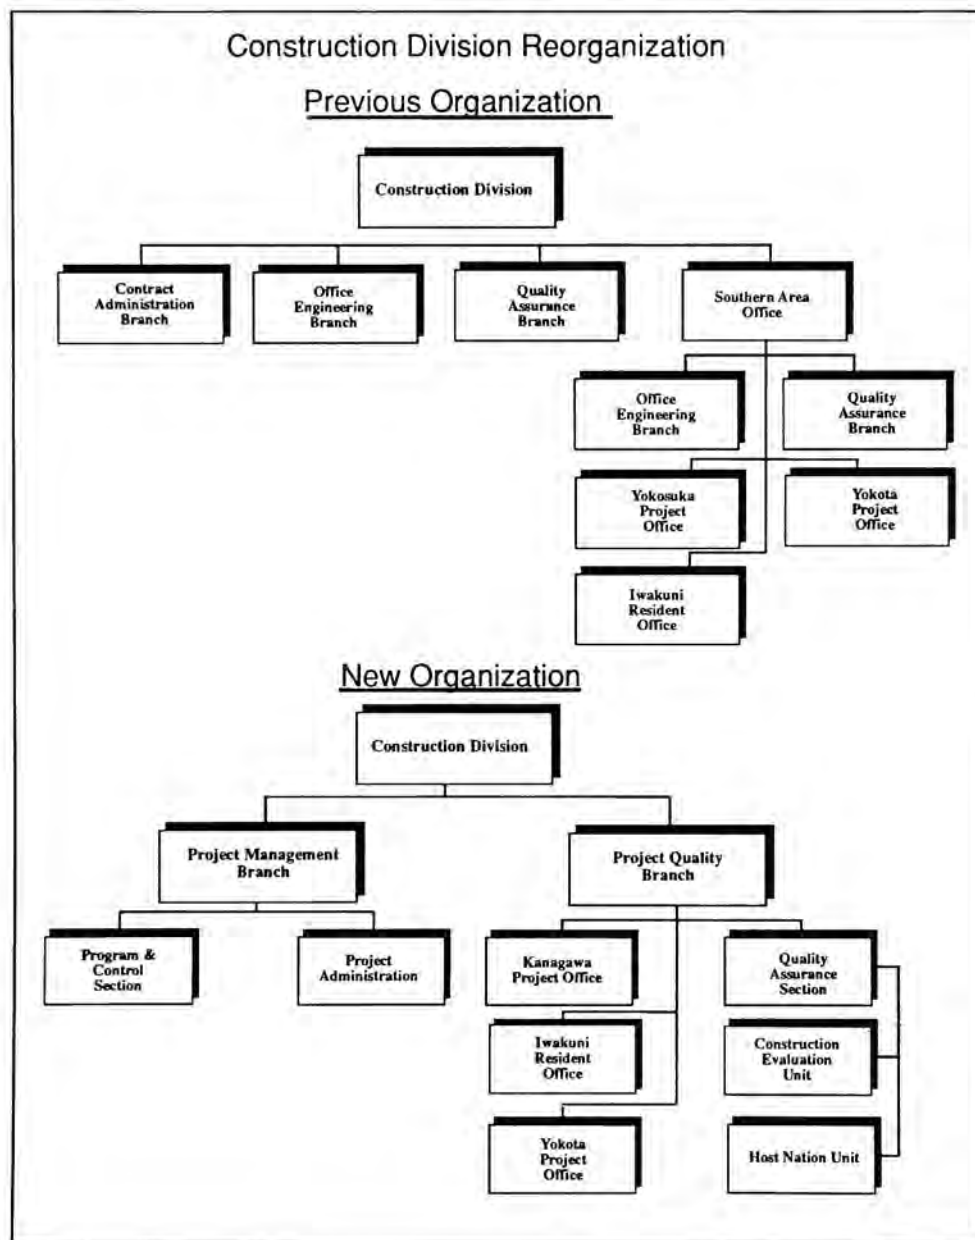 Construction Division Reorganization
Previous Organization
Construction Division
Contract
Administration
Branch
Office
Engineering
Branch
Quality
Assurance
Branch
Southern Area
Office
Office
Engineering
Branch
Quality
Assurance
Branch
Yokosuka
Project
Office
Yokota
Project
Office
Iwakuni
Resident
Office
New Organization
Construction Division
Project Management
Branch
Project Quality
Branch
Program &
Control
Section
Project
Administration
Kanagawa
Project Office
Quality
Assurance
Section
Iwakuni
Resident
Office
Construction
Evaluation
Unit
Yokota
Project
Office
Host Nation Unit